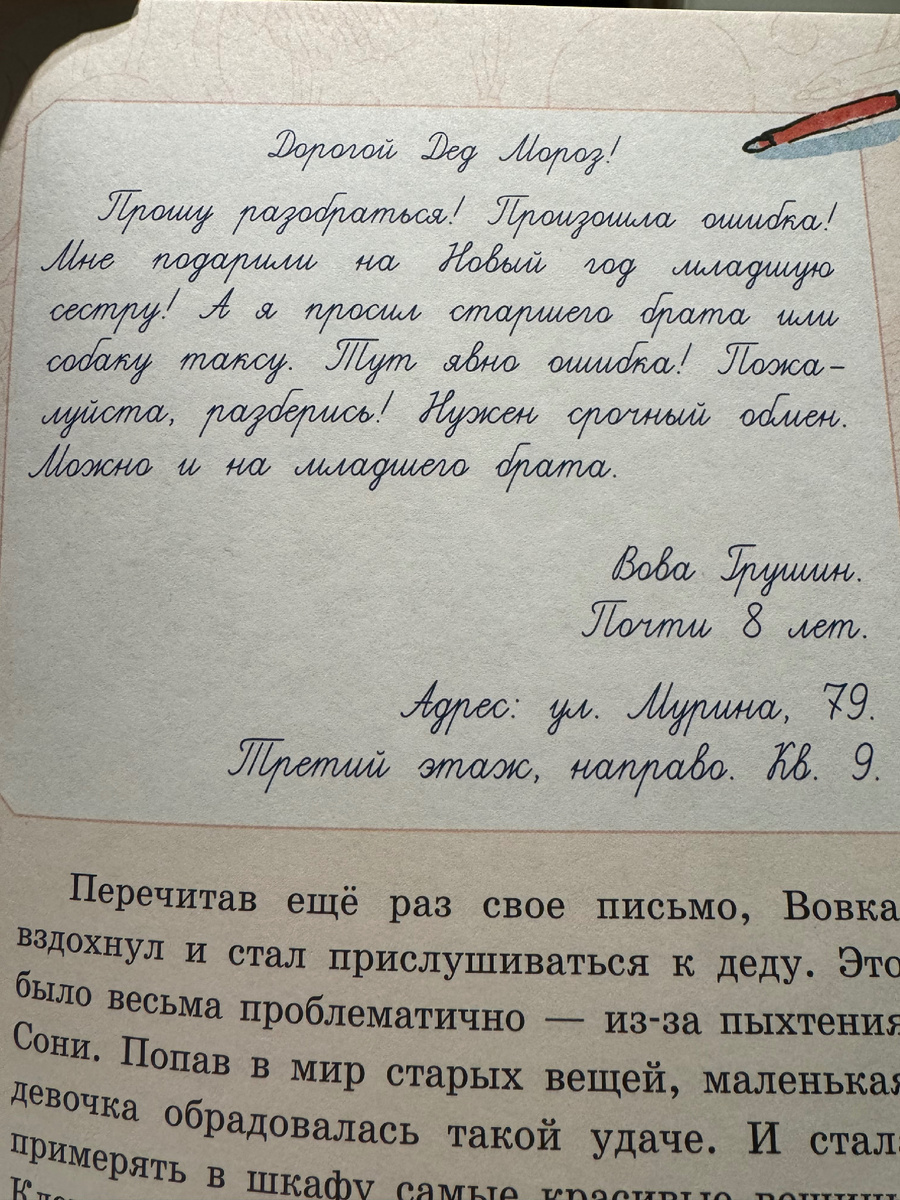 Дорогой Дед Мороз!
Прошу разобраться! Произошла ошибка!
Мне подарили на Новый год младшую
сестру! А я просил старшего брата или
собаку таксу. Тут явно ошибка! Пожа-
луйста, разберись! Нужен срочный обмен.
Можно и на младшего брата.
Вова Грушин.
Почти 8 лет.
Адрес: ул. Мурина, 79.
Третий этаж, направо. Кв. 9.
Перечитав ещё раз свое письмо, Вовка
вздохнул и стал прислушиваться к деду. Это
было весьма проблематично — из-за пыхтения
Сони. Попав в мир старых вещей, маленькая
девочка обрадовалась такой удаче. И стала
примерять в шкафу самые красивые